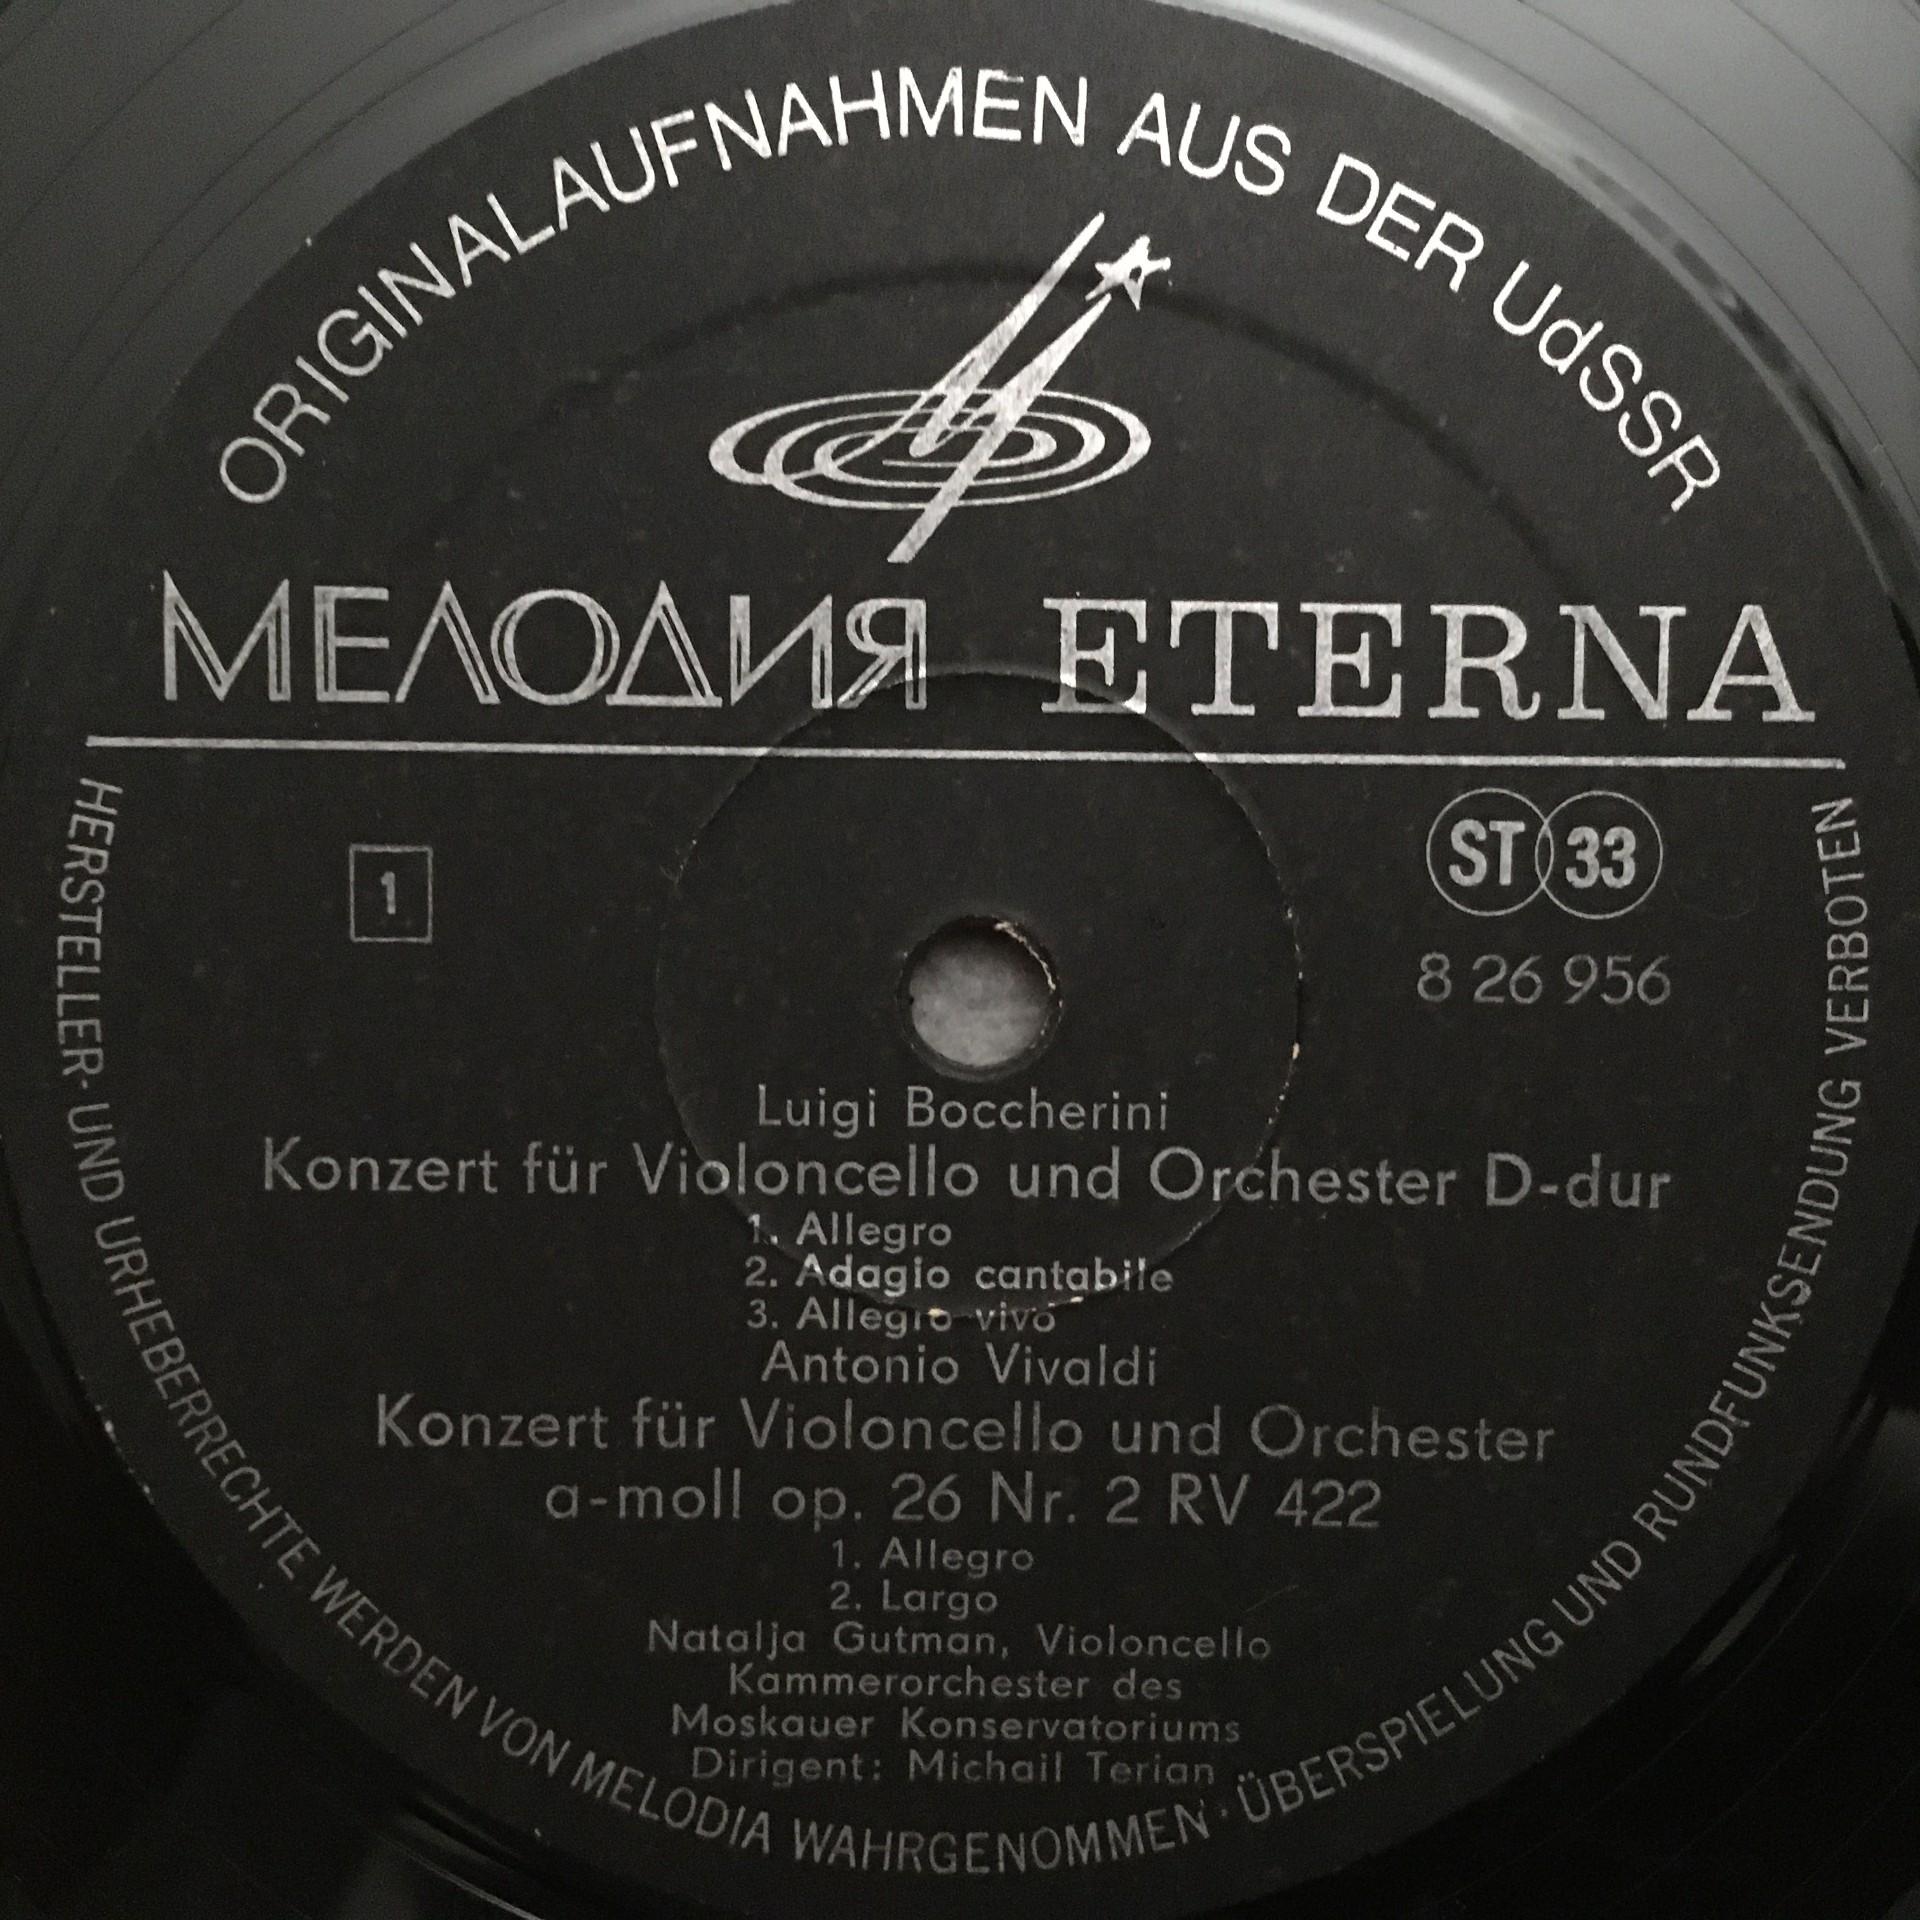 ORIGINALAUFNAHMEN AUS DER UdSSR
МЕЛОДИЯ ETERNA
1
ST 33
8 26 956
Luigi Boccherini
Konzert für Violoncello und Orchester D-dur
1. Allegro
2. Adagio cantabile
3. Allegro vivo
Antonio Vivaldi
Konzert für Violoncello und Orchester
a-moll op. 26 Nr. 2 RV 422
1. Allegro
2. Largo
Natalja Gutman, Violoncello
Kammerorchester des
Moskauer Konservatoriums
Dirigent: Michail Terian
HERSTELLER- UND URHEBERRECHTE WERDEN VON MELODIA WAHRGENOMMEN · ÜBERSPIELUNG UND RUNDFUNKSENDUNG VERBOTEN